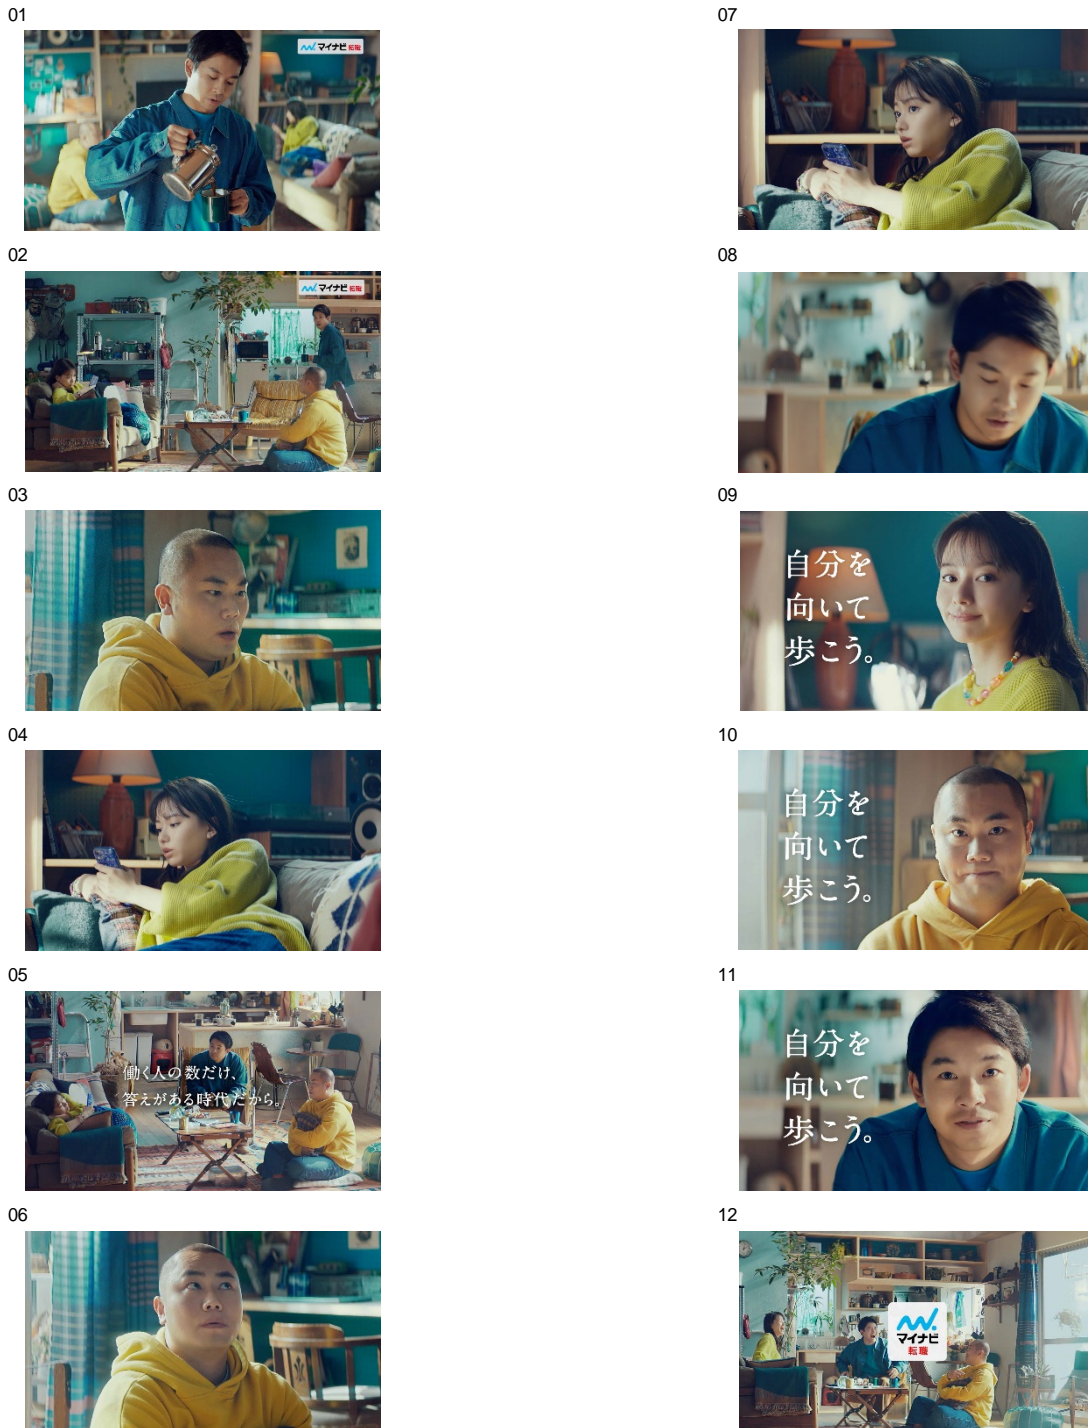 01
マイナビ 転職
02
マイナビ 転職
03
04
05
働く人の数だけ、
答えがある時代だから。
06
07
08
09
自分を
向いて
歩こう。
10
自分を
向いて
歩こう。
11
自分を
向いて
歩こう。
12
マイナビ
転職